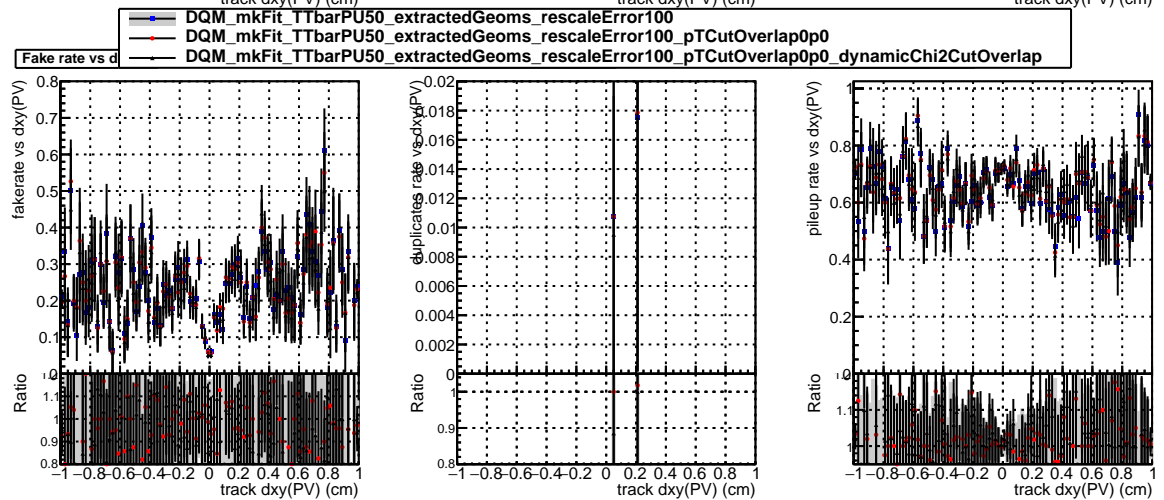 track dxy(PV) (cm) track dxy(PV) (cm) track dxy(PV) (cm)
DQM_mkFit_TTbarPU50_extractedGeoms_rescaleError100
DQM_mkFit_TTbarPU50_extractedGeoms_rescaleError100_pTCutOverlap0p0
DQM_mkFit_TTbarPU50_extractedGeoms_rescaleError100_pTCutOverlap0p0_dynamicChi2CutOverlap
Fake rate vs d
fakerate vs dxy(PV)
0.8
0.7
0.6
0.5
0.4
0.3
0.2
0.1
0
Ratio
1.1
1
0.9
0.8
−1 −0.8 −0.6 −0.4 −0.2 0 0.2 0.4 0.6 0.8 1
track dxy(PV) (cm)
duplicates rate vs dxy(PV)
0.02
0.018
0.016
0.014
0.012
0.01
0.008
0.006
0.004
0.002
0
Ratio
1
0.9
0.8
−1 −0.8 −0.6 −0.4 −0.2 0 0.2 0.4 0.6 0.8 1
track dxy(PV) (cm)
pileup rate vs dxy(PV)
1
0.8
0.6
0.4
0.2
0
Ratio
1.1
1
−1 −0.8 −0.6 −0.4 −0.2 0 0.2 0.4 0.6 0.8 1
track dxy(PV) (cm)